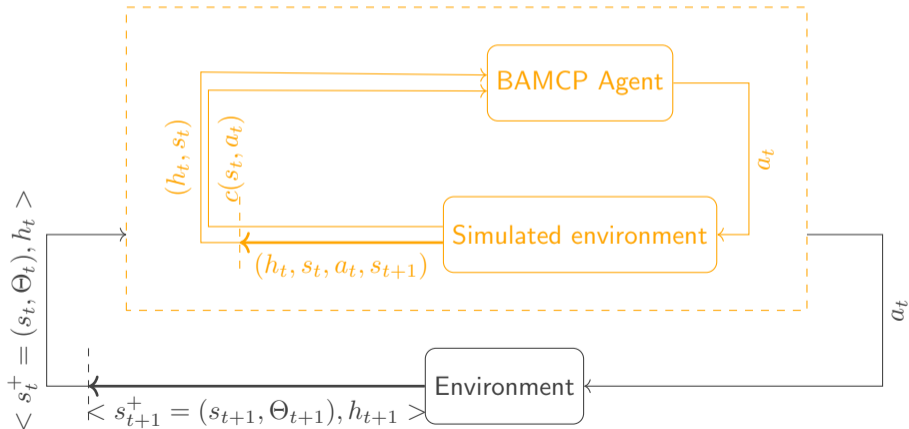 BAMCP Agent
(h_t, s_t)
c(s_t, a_t)
a_t
Simulated environment
(h_t, s_t, a_t, s_{t+1})
< s_t^+ = (s_t, Θ_t), h_t >
a_t
Environment
< s_{t+1}^+ = (s_{t+1}, Θ_{t+1}), h_{t+1} >